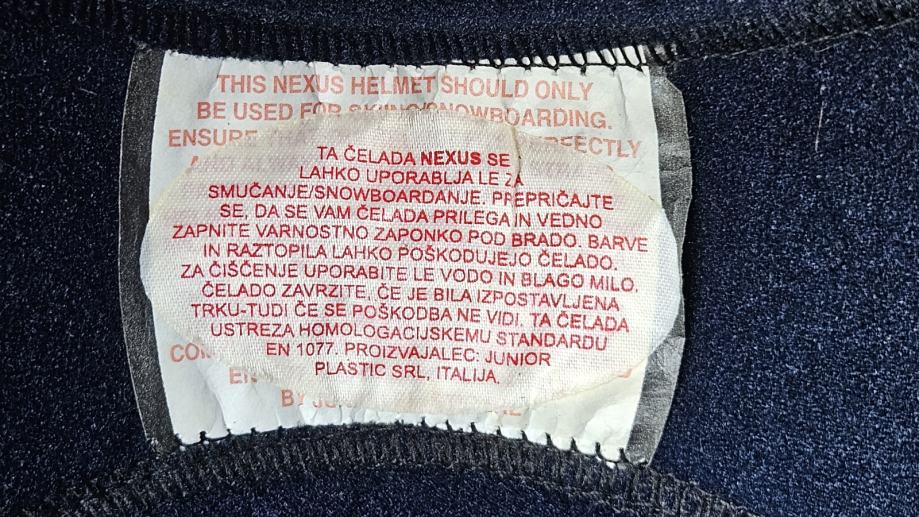 THIS NEXUS HELMET SHOULD ONLY
BE USED FOR SKIING/SNOWBOARDING.
ENSURE
TA ČELADA NEXUS SE
LAHKO UPORABLJA LE ZA
SMUČANJE/SNOWBOARDANJE. PREPRIČAJTE
SE, DA SE VAM ČELADA PRILEGA IN VEDNO
ZAPNITE VARNOSTNO ZAPONKO POD BRADO. BARVE
IN RAZTOPILA LAHKO POŠKODUJEJO ČELADO.
ZA ČIŠČENJE UPORABITE LE VODO IN BLAGO MILO.
ČELADO ZAVRZITE, ČE JE BILA IZPOSTAVLJENA
TRKU-TUDI ČE SE POŠKODBA NE VIDI. TA ČELADA
USTREZA HOMOLOGACIJSKEMU STANDARDU
EN 1077. PROIZVAJALEC: JUNIOR
PLASTIC SRL, ITALIJA.